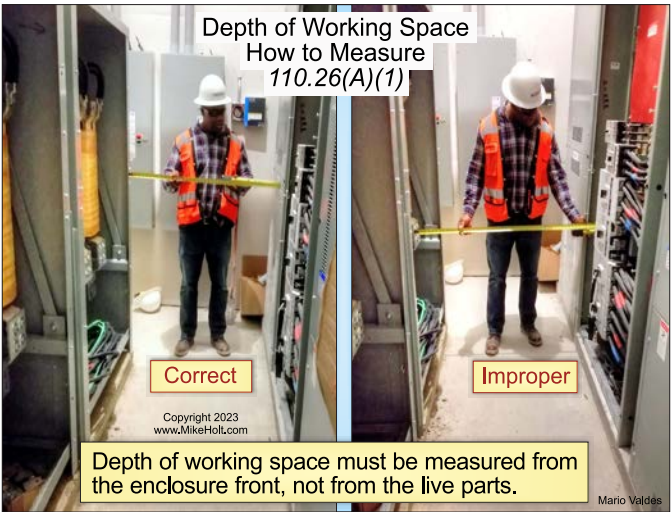 Depth of Working Space
How to Measure
110.26(A)(1)
Correct
Improper
Copyright 2023
www.MikeHolt.com
Depth of working space must be measured from
the enclosure front, not from the live parts.
Mario Valdes